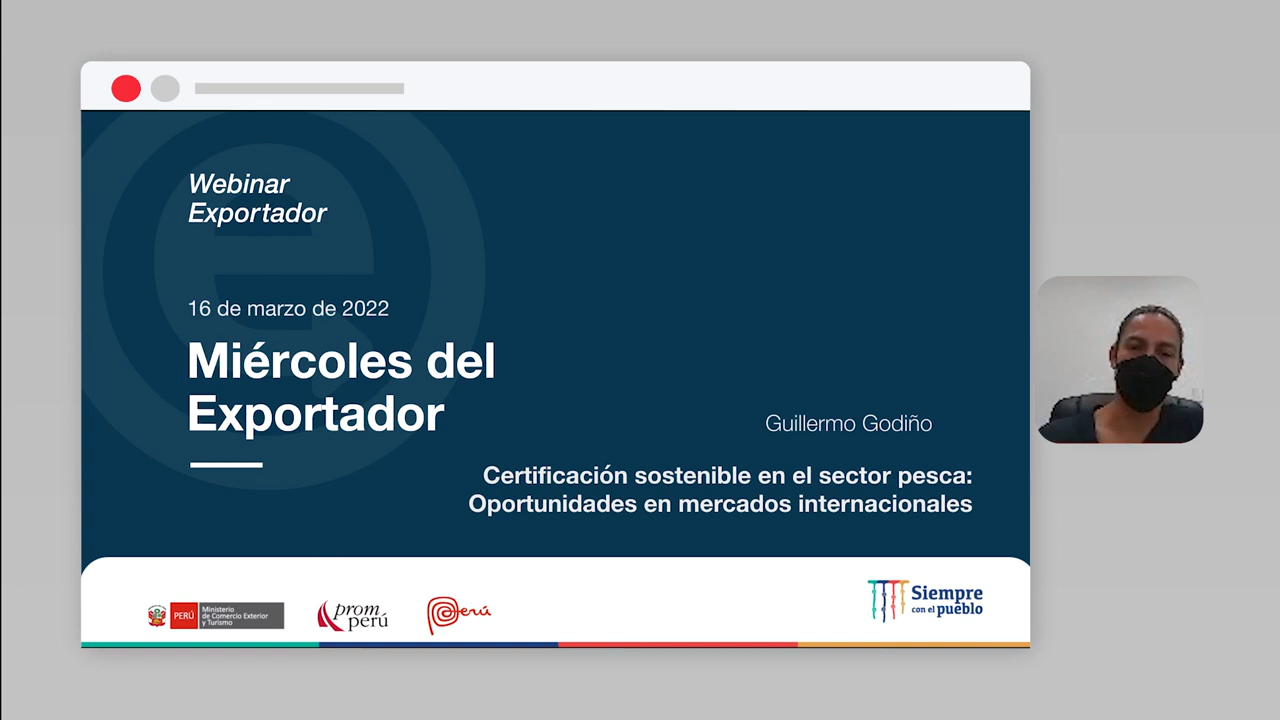 Webinar
Exportador
16 de marzo de 2022
Miércoles del
Exportador
Guillermo Godiño
Certificación sostenible en el sector pesca:
Oportunidades en mercados internacionales
PERÚ
Ministerio
de Comercio Exterior
y Turismo
prom
perú
Perú
Siempre
con el pueblo